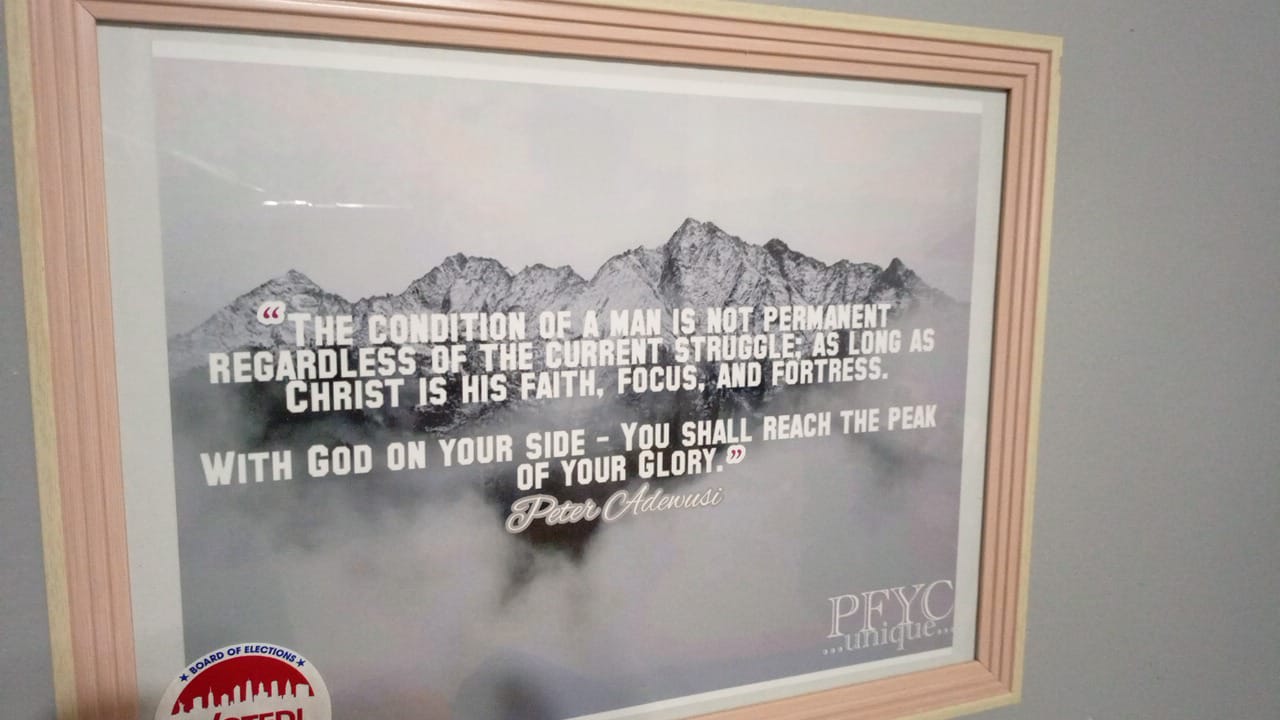 “The condition of a man is not permanent
regardless of the current struggle; as long as
Christ is his faith, focus, and fortress.
With God on your side - You shall reach the peak
of your Glory.”
Peter Adewusi
PFYC
...unique...
★ BOARD OF ELECTIONS ★